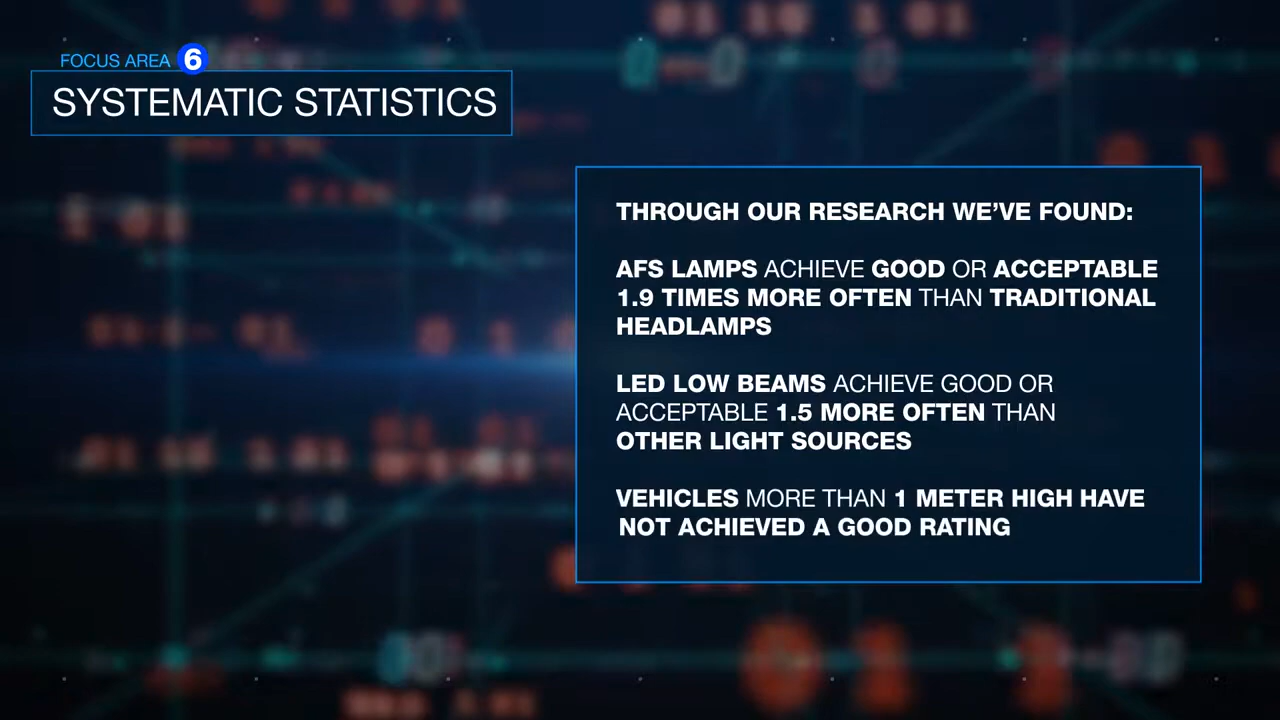 FOCUS AREA 6
SYSTEMATIC STATISTICS
THROUGH OUR RESEARCH WE'VE FOUND:
AFS LAMPS ACHIEVE GOOD OR ACCEPTABLE
1.9 TIMES MORE OFTEN THAN TRADITIONAL
HEADLAMPS
LED LOW BEAMS ACHIEVE GOOD OR
ACCEPTABLE 1.5 MORE OFTEN THAN
OTHER LIGHT SOURCES
VEHICLES MORE THAN 1 METER HIGH HAVE
NOT ACHIEVED A GOOD RATING